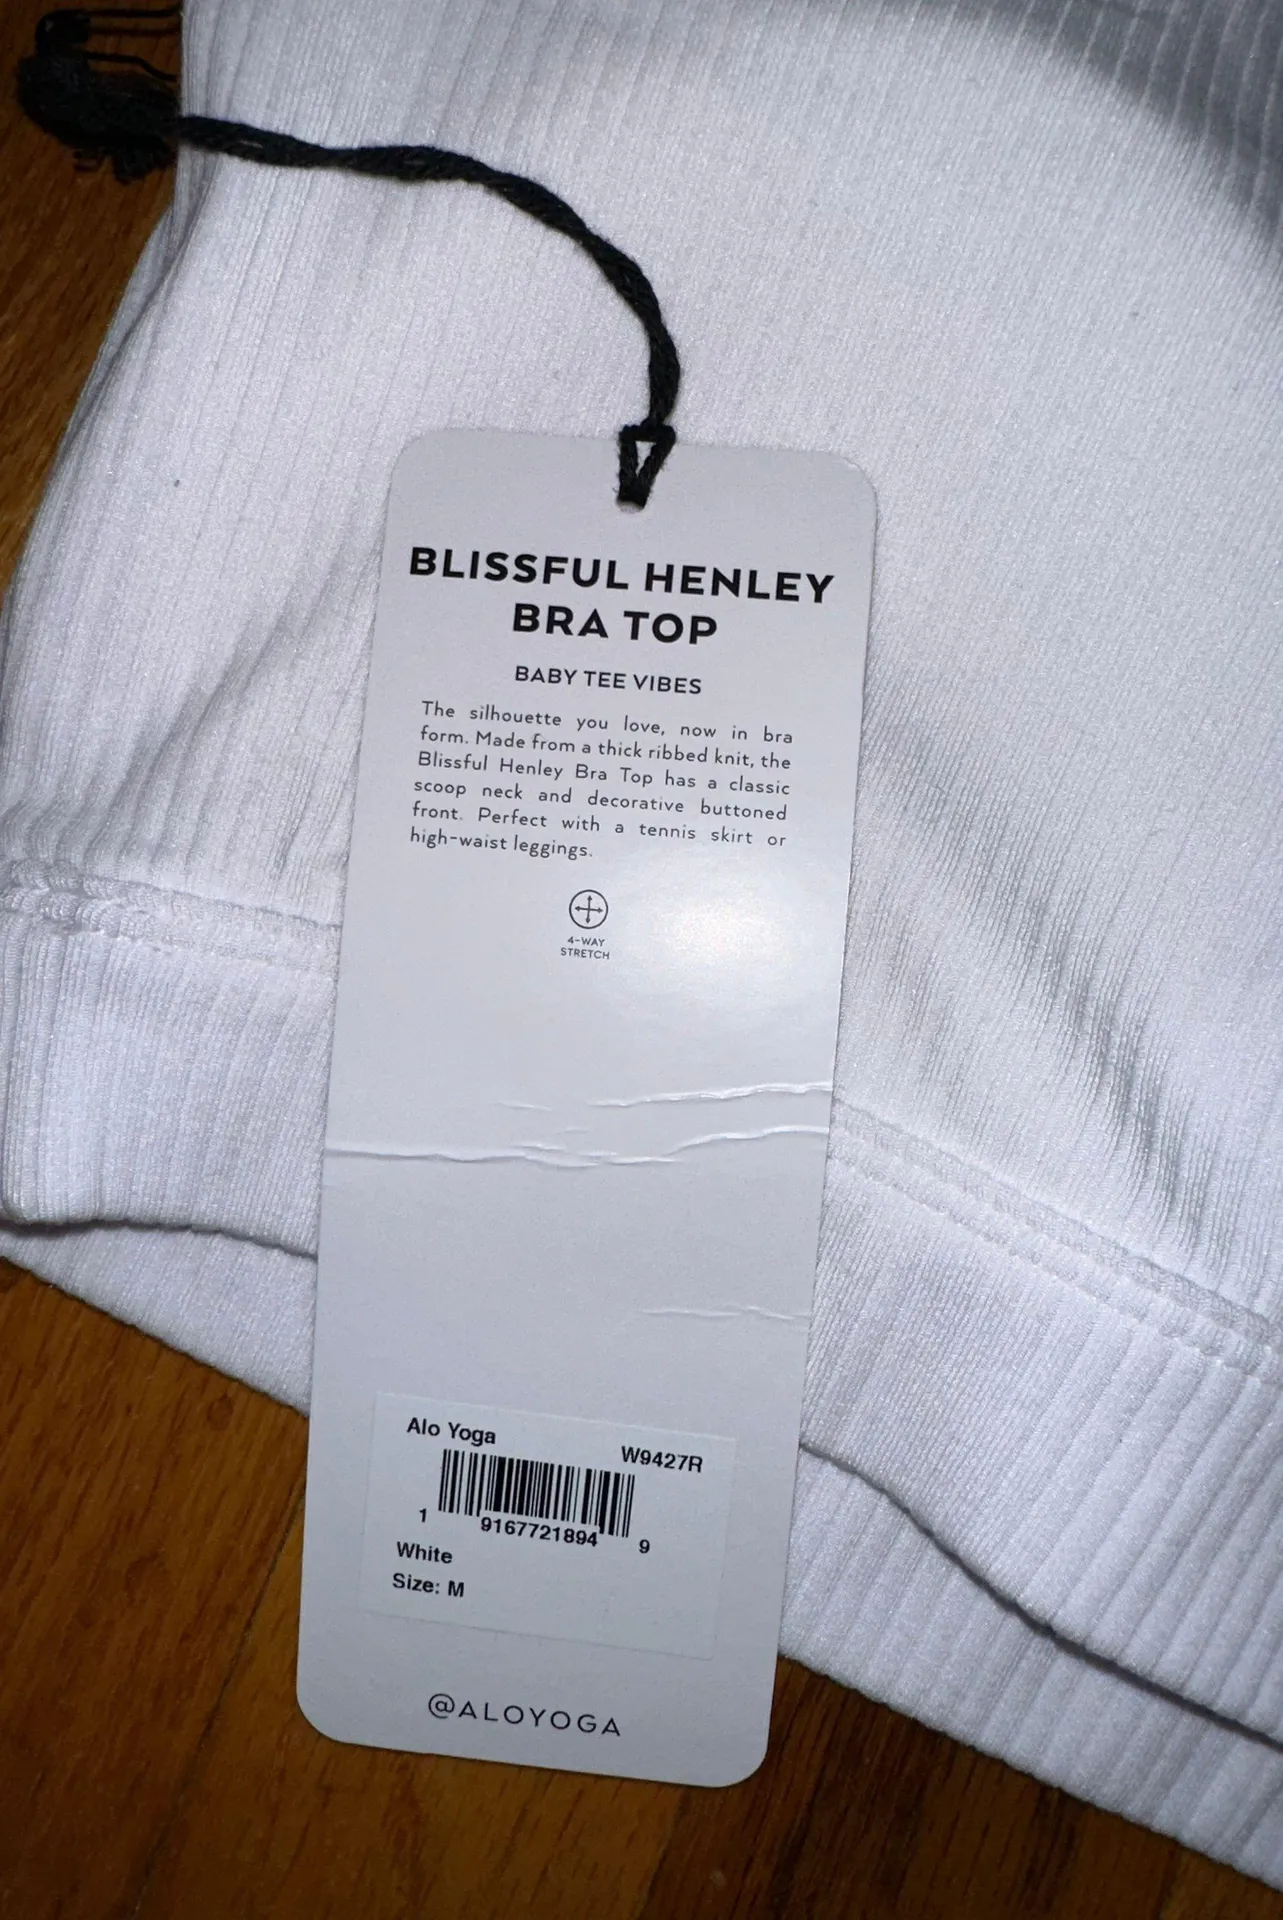 BLISSFUL HENLEY
BRA TOP
BABY TEE VIBES
The silhouette you love, now in bra
form. Made from a thick ribbed knit, the
Blissful Henley Bra Top has a classic
scoop neck and decorative buttoned
front. Perfect with a tennis skirt or
high-waist leggings.
4-WAY
STRETCH
Alo Yoga W9427R
1 9167721894 9
White
Size: M
@ALOYOGA